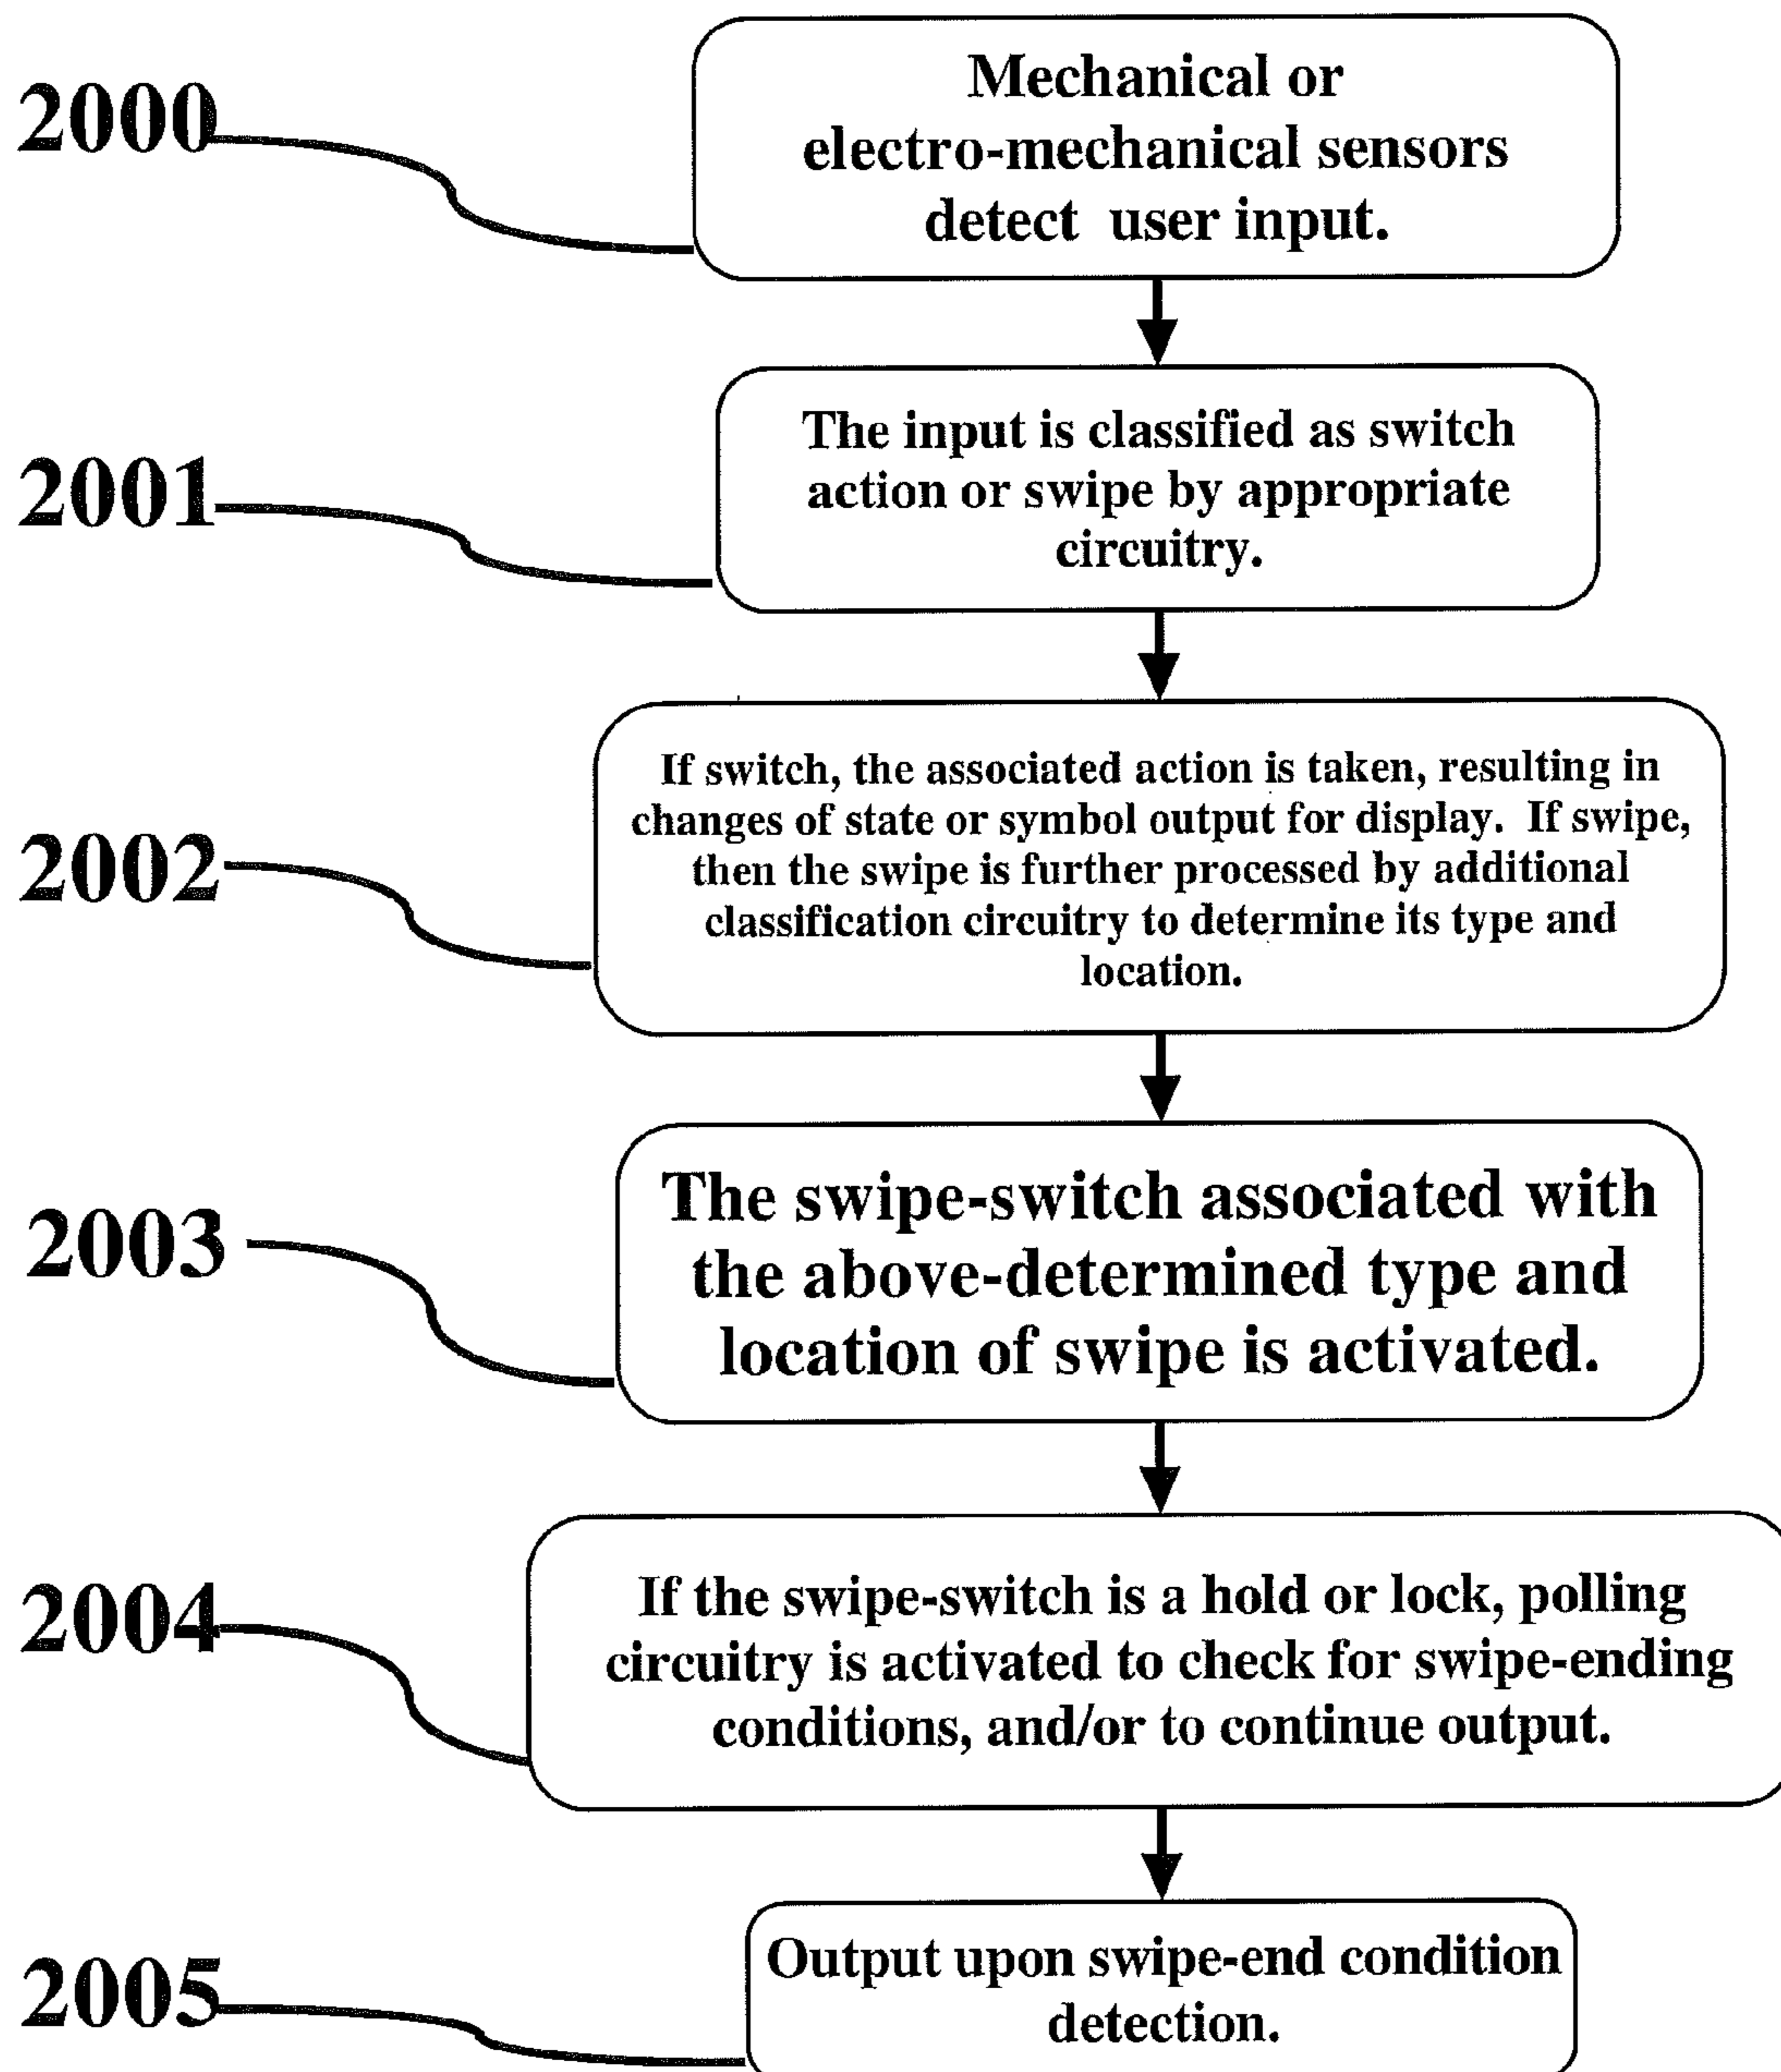 2000
Mechanical or
electro-mechanical sensors
detect user input.
2001
The input is classified as switch
action or swipe by appropriate
circuitry.
2002
If switch, the associated action is taken, resulting in
changes of state or symbol output for display. If swipe,
then the swipe is further processed by additional
classification circuitry to determine its type and
location.
2003
The swipe-switch associated with
the above-determined type and
location of swipe is activated.
2004
If the swipe-switch is a hold or lock, polling
circuitry is activated to check for swipe-ending
conditions, and/or to continue output.
2005
Output upon swipe-end condition
detection.